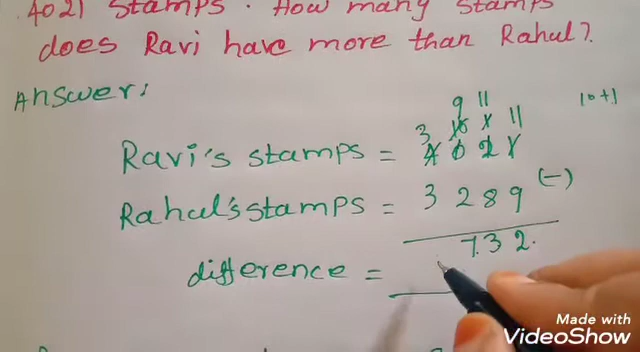 4021 stamps. How many stamps
does Ravi have more than Rahul?
Answer:
9 11 10+1
3 10 x 11
Ravi's stamps = 4 0 2 1
Rahul's stamps = 3 2 8 9 (-)
7 3 2.
difference =
Made with
VideoShow